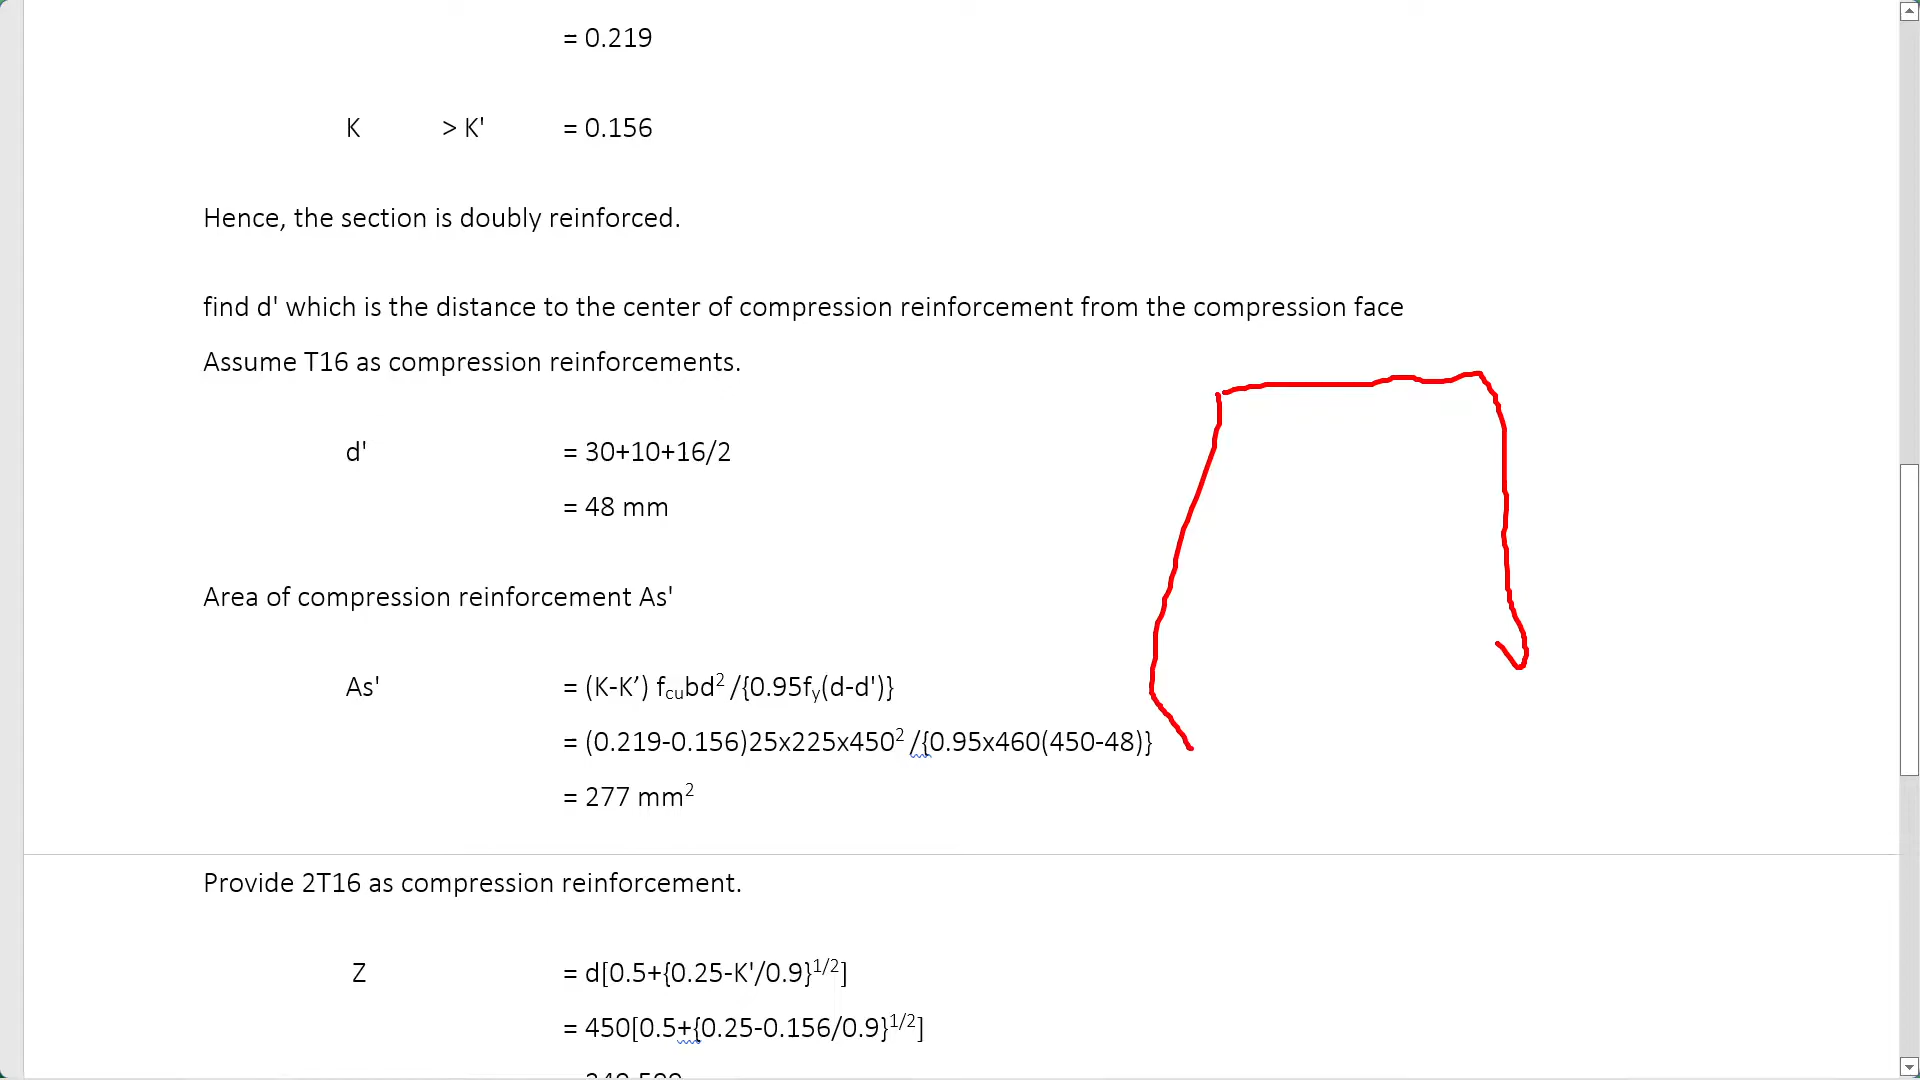 = 0.219
K > K' = 0.156
Hence, the section is doubly reinforced.
find d' which is the distance to the center of compression reinforcement from the compression face
Assume T16 as compression reinforcements.
d' = 30+10+16/2
= 48 mm
Area of compression reinforcement As'
As' = (K-K’) fcubd² /{0.95fy(d-d')}
= (0.219-0.156)25x225x450² /{0.95x460(450-48)}
= 277 mm²
Provide 2T16 as compression reinforcement.
Z = d[0.5+{0.25-K'/0.9}^1/2]
= 450[0.5+{0.25-0.156/0.9}^1/2]